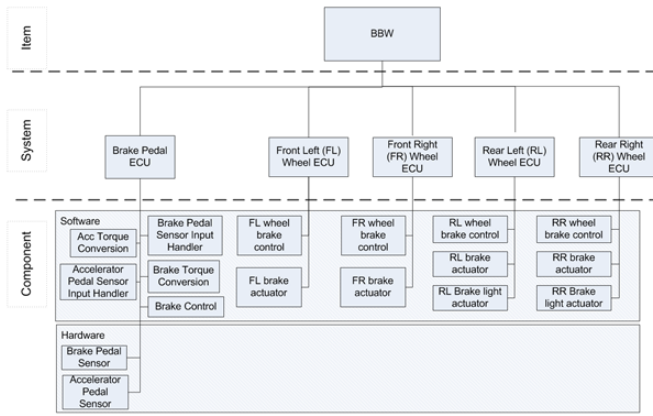 Item
BBW
System
Brake Pedal
ECU
Front Left (FL)
Wheel ECU
Front Right
(FR) Wheel
ECU
Rear Left (RL)
Wheel ECU
Rear Right
(RR) Wheel
ECU
Component
Software
Acc Torque
Conversion
Brake Pedal
Sensor Input
Handler
Accelerator
Pedal Sensor
Input Handler
Brake Torque
Conversion
Brake Control
FL wheel
brake
control
FL brake
actuator
FR wheel
brake control
FR brake
actuator
RL wheel
brake control
RL brake
actuator
RL Brake light
actuator
RR wheel
brake control
RR brake
actuator
RR Brake
light actuator
Hardware
Brake Pedal
Sensor
Accelerator
Pedal
Sensor